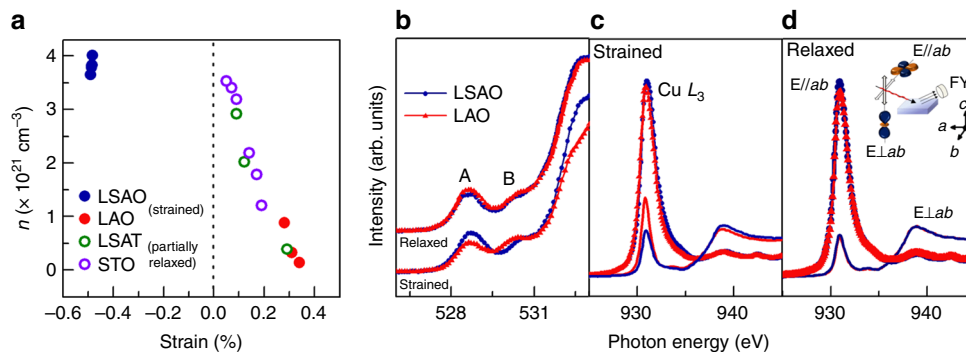 a
n (× 10²¹ cm⁻³)
4
3
2
1
0
LSAO
LAO
LSAT
STO
(strained)
(partially
relaxed)
−0.6 −0.4 −0.2 0.0 0.2 0.4
Strain (%)
b
Intensity (arb. units)
LSAO
LAO
A
B
Relaxed
Strained
528 531
c
Strained
Cu L₃
930 940
d
Relaxed
E//ab
E//ab
FY
c
a
b
E⊥ab
E⊥ab
930 940
Photon energy (eV)